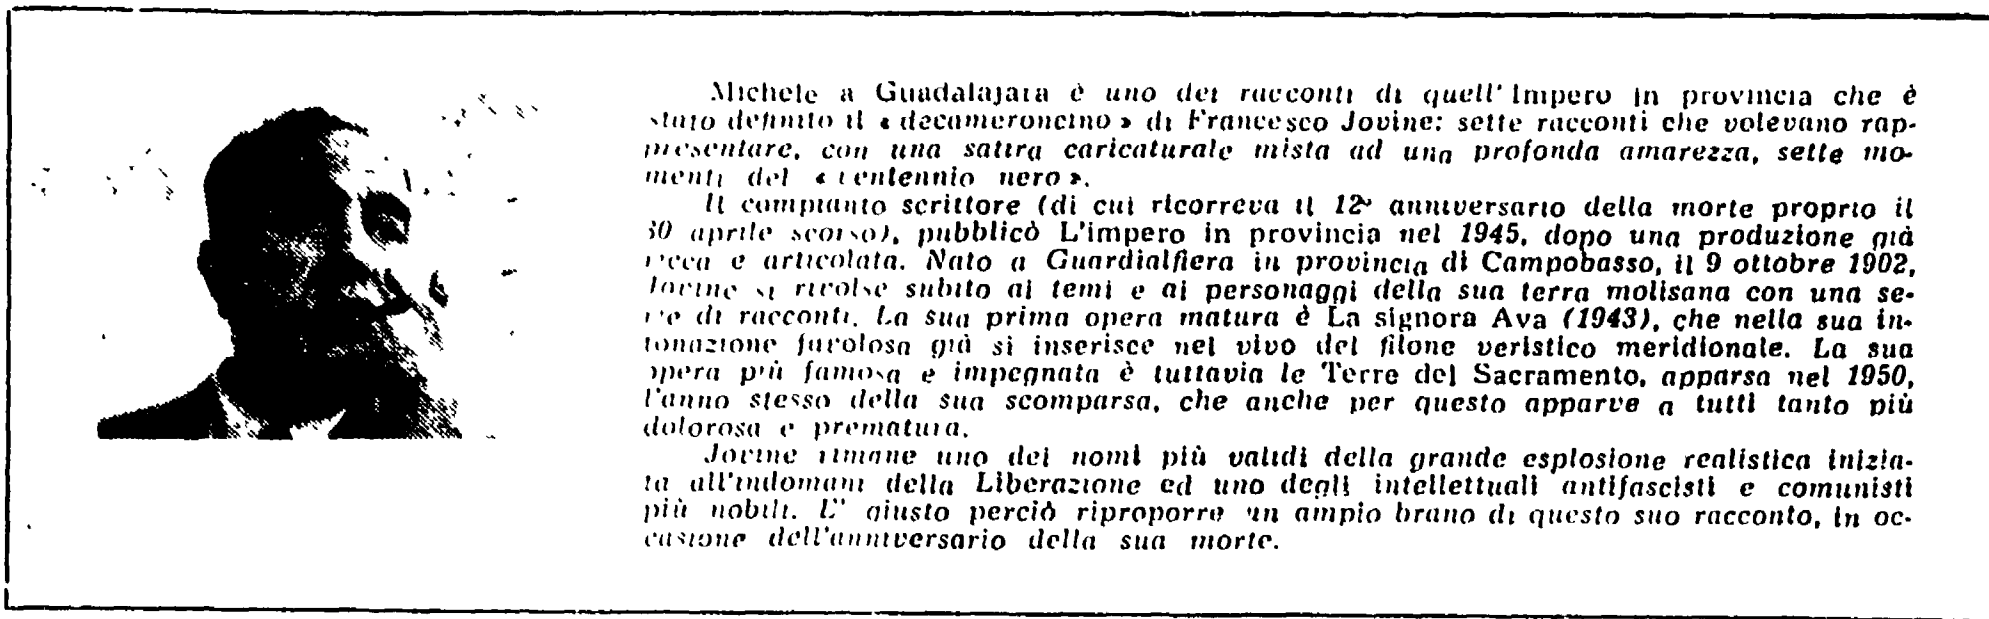 Michele a Guadalajara è uno dei racconti di quell'Impero in provincia che è
stato definito il « decameroncino » di Francesco Jovine: sette racconti che volevano rap-
presentare, con una satira caricaturale mista ad una profonda amarezza, sette mo-
menti del « ventennio nero ».
Il compianto scrittore (di cui ricorreva il 12° anniversario della morte proprio il
30 aprile scorso), pubblicò L'impero in provincia nel 1945, dopo una produzione già
ricca e articolata. Nato a Guardialfiera in provincia di Campobasso, il 9 ottobre 1902,
Jovine si rivolse subito ai temi e ai personaggi della sua terra molisana con una se-
rie di racconti. La sua prima opera matura è La signora Ava (1943), che nella sua in-
tonazione favolosa già si inserisce nel vivo del filone veristico meridionale. La sua
opera più famosa e impegnata è tuttavia le Terre del Sacramento, apparsa nel 1950,
l'anno stesso della sua scomparsa, che anche per questo apparve a tutti tanto più
dolorosa e prematura.
Jovine rimane uno dei nomi più validi della grande esplosione realistica inizia-
ta all'indomani della Liberazione ed uno degli intellettuali antifascisti e comunisti
più nobili. E' giusto perciò riproporre un ampio brano di questo suo racconto, in oc-
casione dell'anniversario della sua morte.